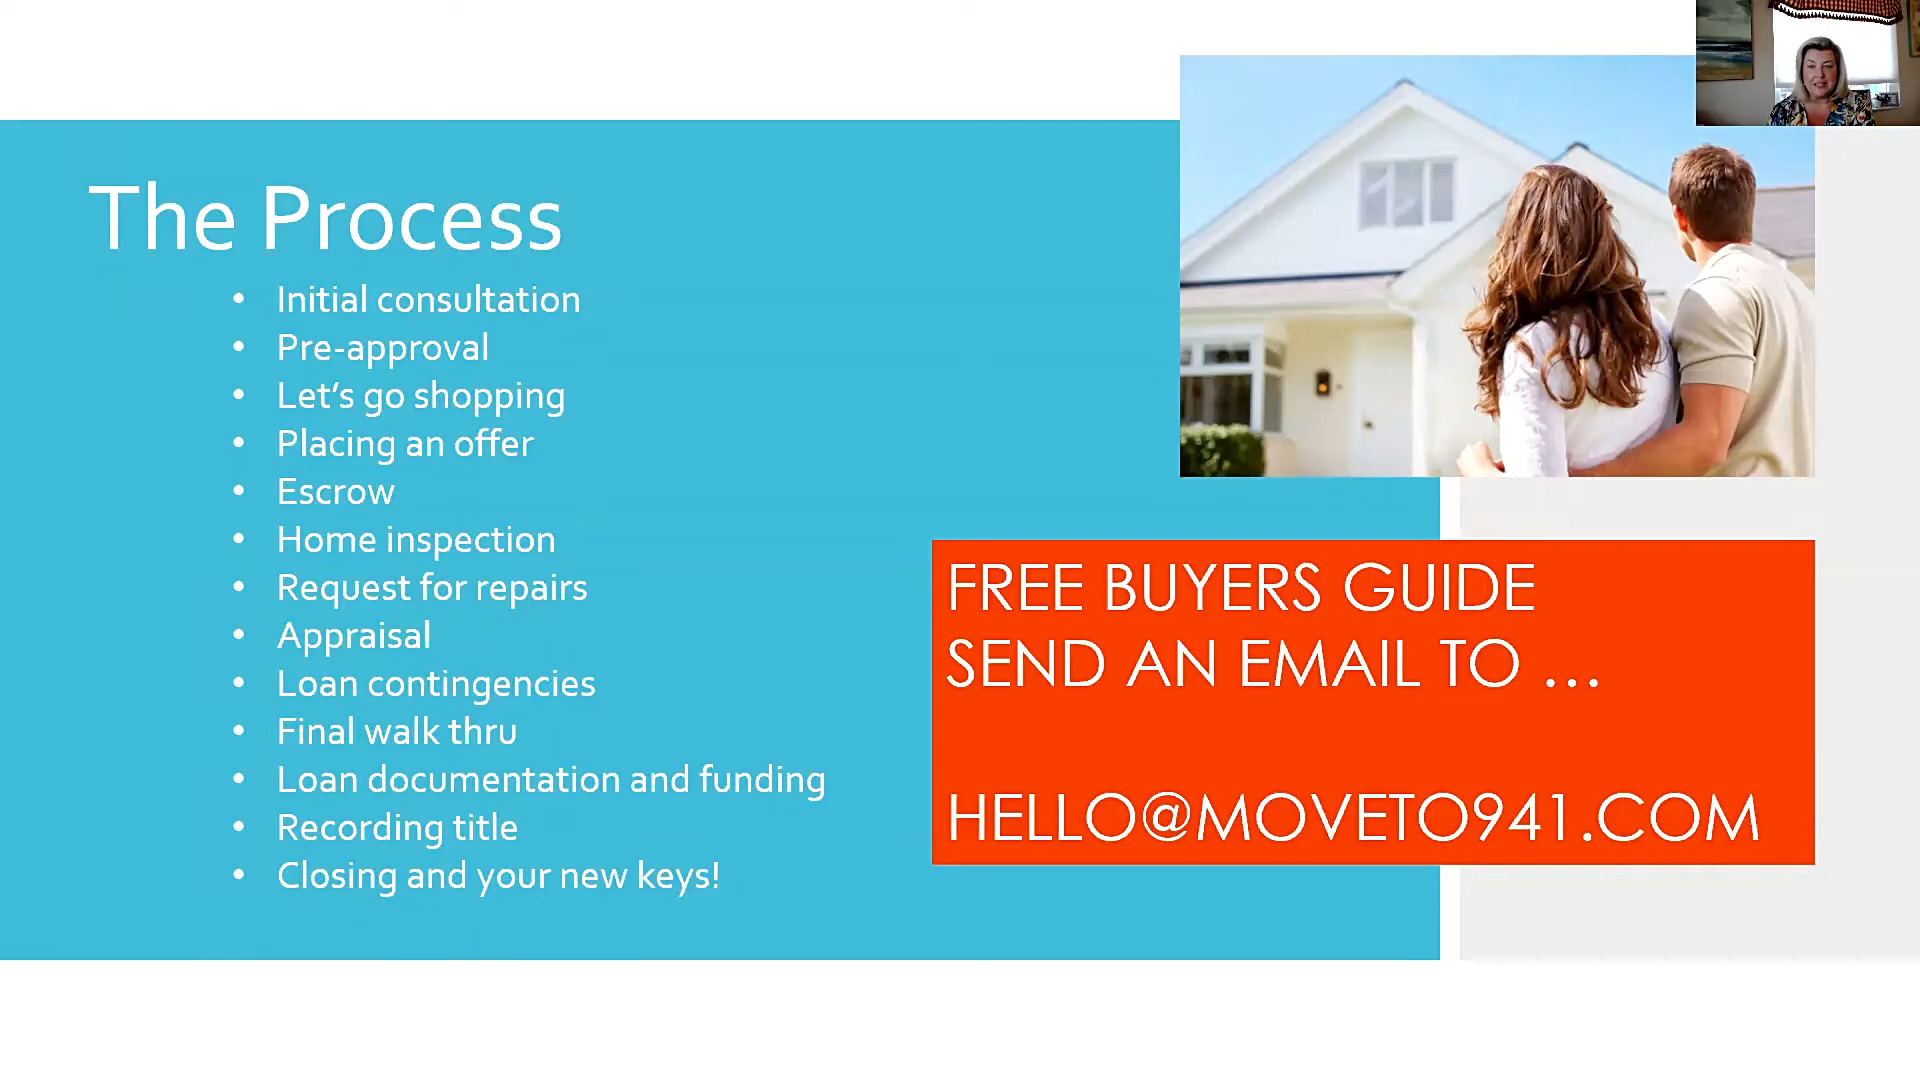 The Process
• Initial consultation
• Pre-approval
• Let’s go shopping
• Placing an offer
• Escrow
• Home inspection
• Request for repairs
• Appraisal
• Loan contingencies
• Final walk thru
• Loan documentation and funding
• Recording title
• Closing and your new keys!
FREE BUYERS GUIDE
SEND AN EMAIL TO …
HELLO@MOVETO941.COM